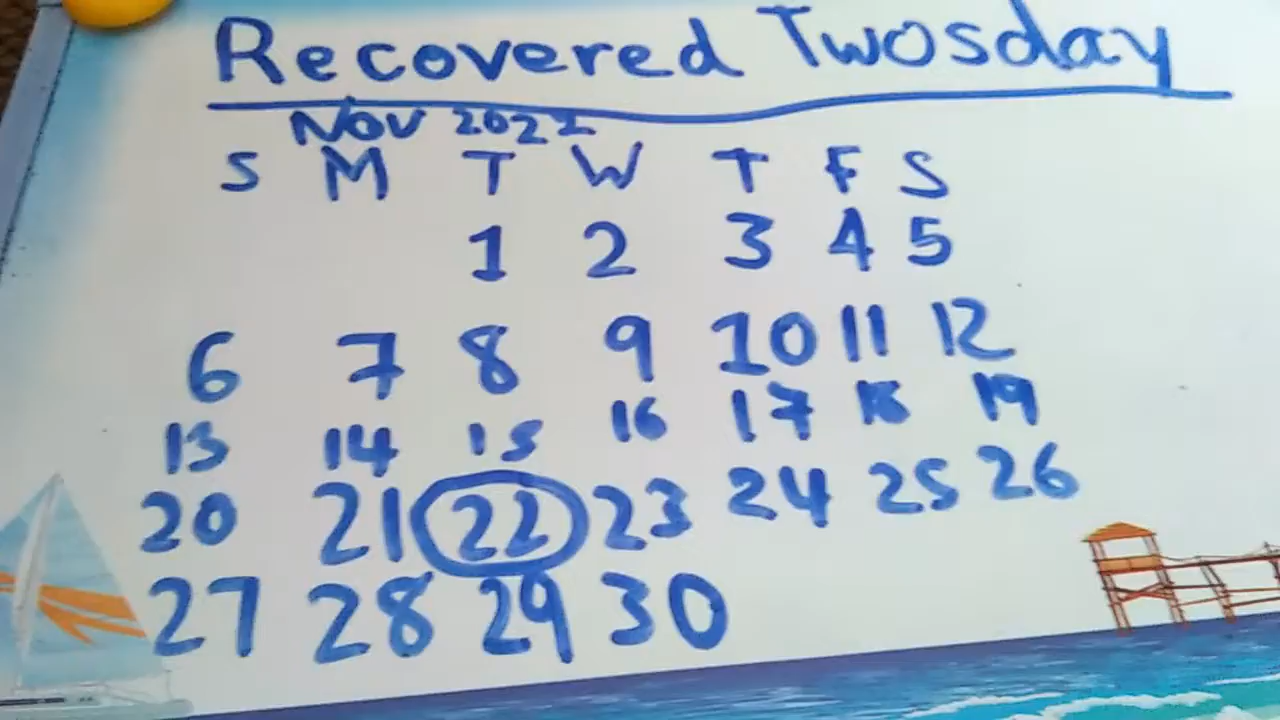 Recovered Twosday
Nov 2022
S M T W T F S
1 2 3 4 5
6 7 8 9 10 11 12
13 14 15 16 17 18 19
20 21 22 23 24 25 26
27 28 29 30